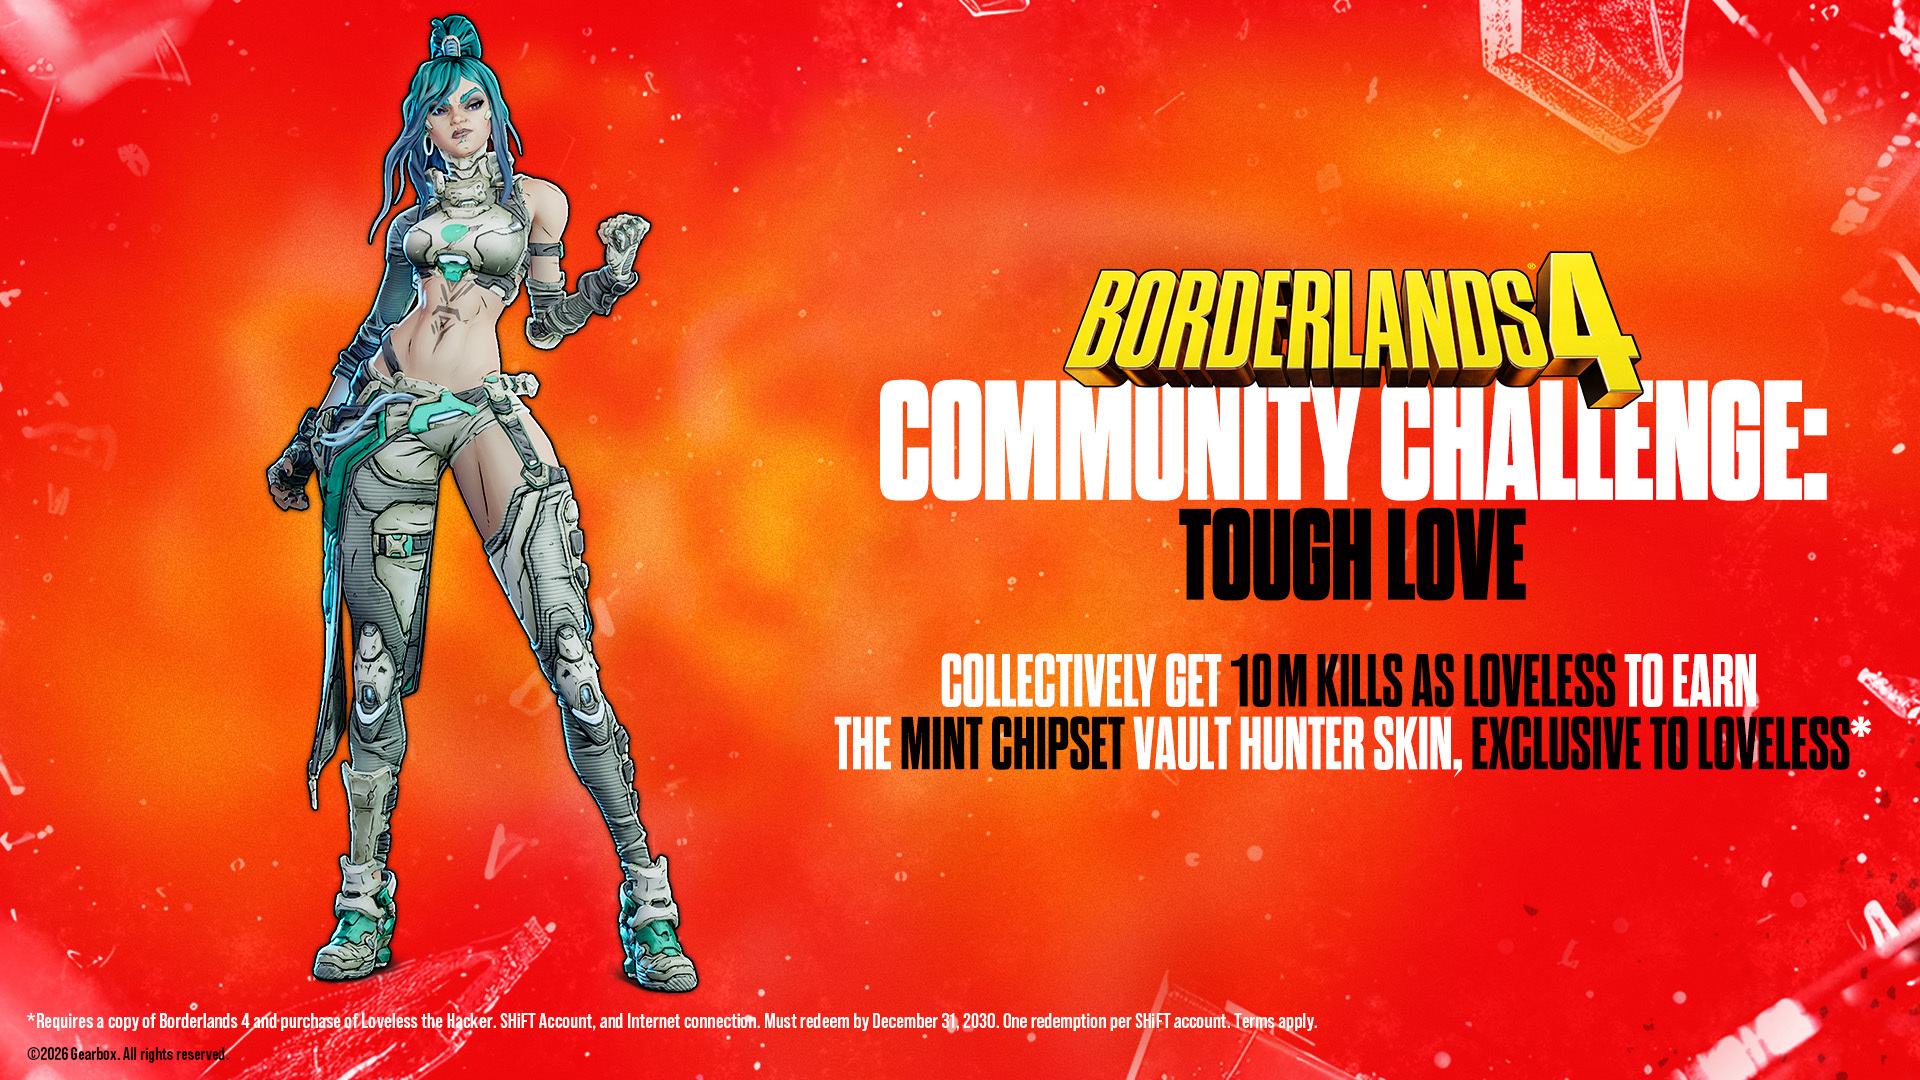 BORDERLANDS® 4
COMMUNITY CHALLENGE:
TOUGH LOVE
COLLECTIVELY GET 10M KILLS AS LOVELESS TO EARN
THE MINT CHIPSET VAULT HUNTER SKIN, EXCLUSIVE TO LOVELESS*
*Requires a copy of Borderlands 4 and purchase of Loveless the Hacker. SHiFT Account, and Internet connection. Must redeem by December 31, 2030. One redemption per SHiFT account. Terms apply.
©2026 Gearbox. All rights reserved.